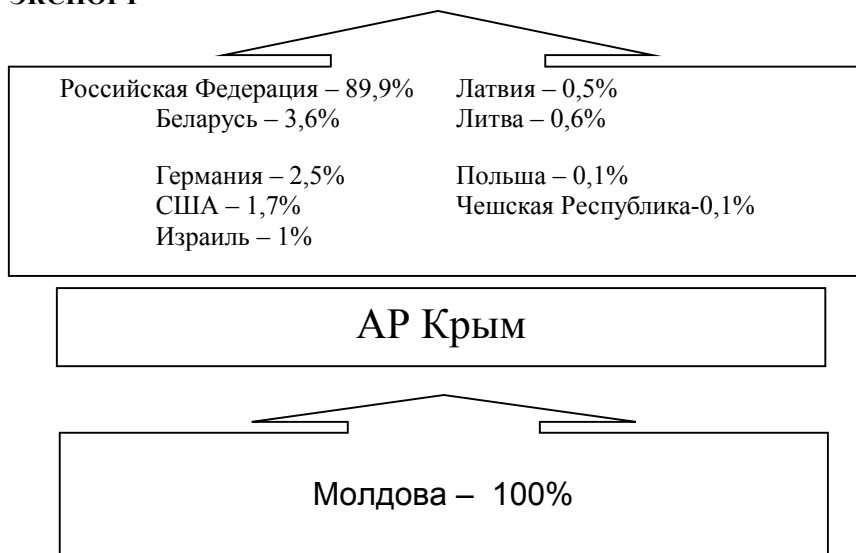 Российская Федерация – 89,9%
Беларусь – 3,6%
Германия – 2,5%
США – 1,7%
Израиль – 1%
Латвия – 0,5%
Литва – 0,6%
Польша – 0,1%
Чешская Республика-0,1%
АР Крым
Молдова – 100%